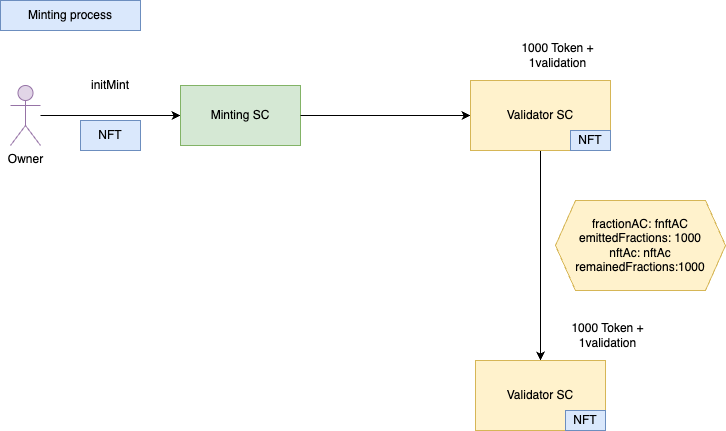 Minting process
1000 Token +
1validation
initMint
Minting SC
Validator SC
NFT
NFT
Owner
fractionAC: fnftAC
emittedFractions: 1000
nftAc: nftAc
remainedFractions:1000
1000 Token +
1validation
Validator SC
NFT